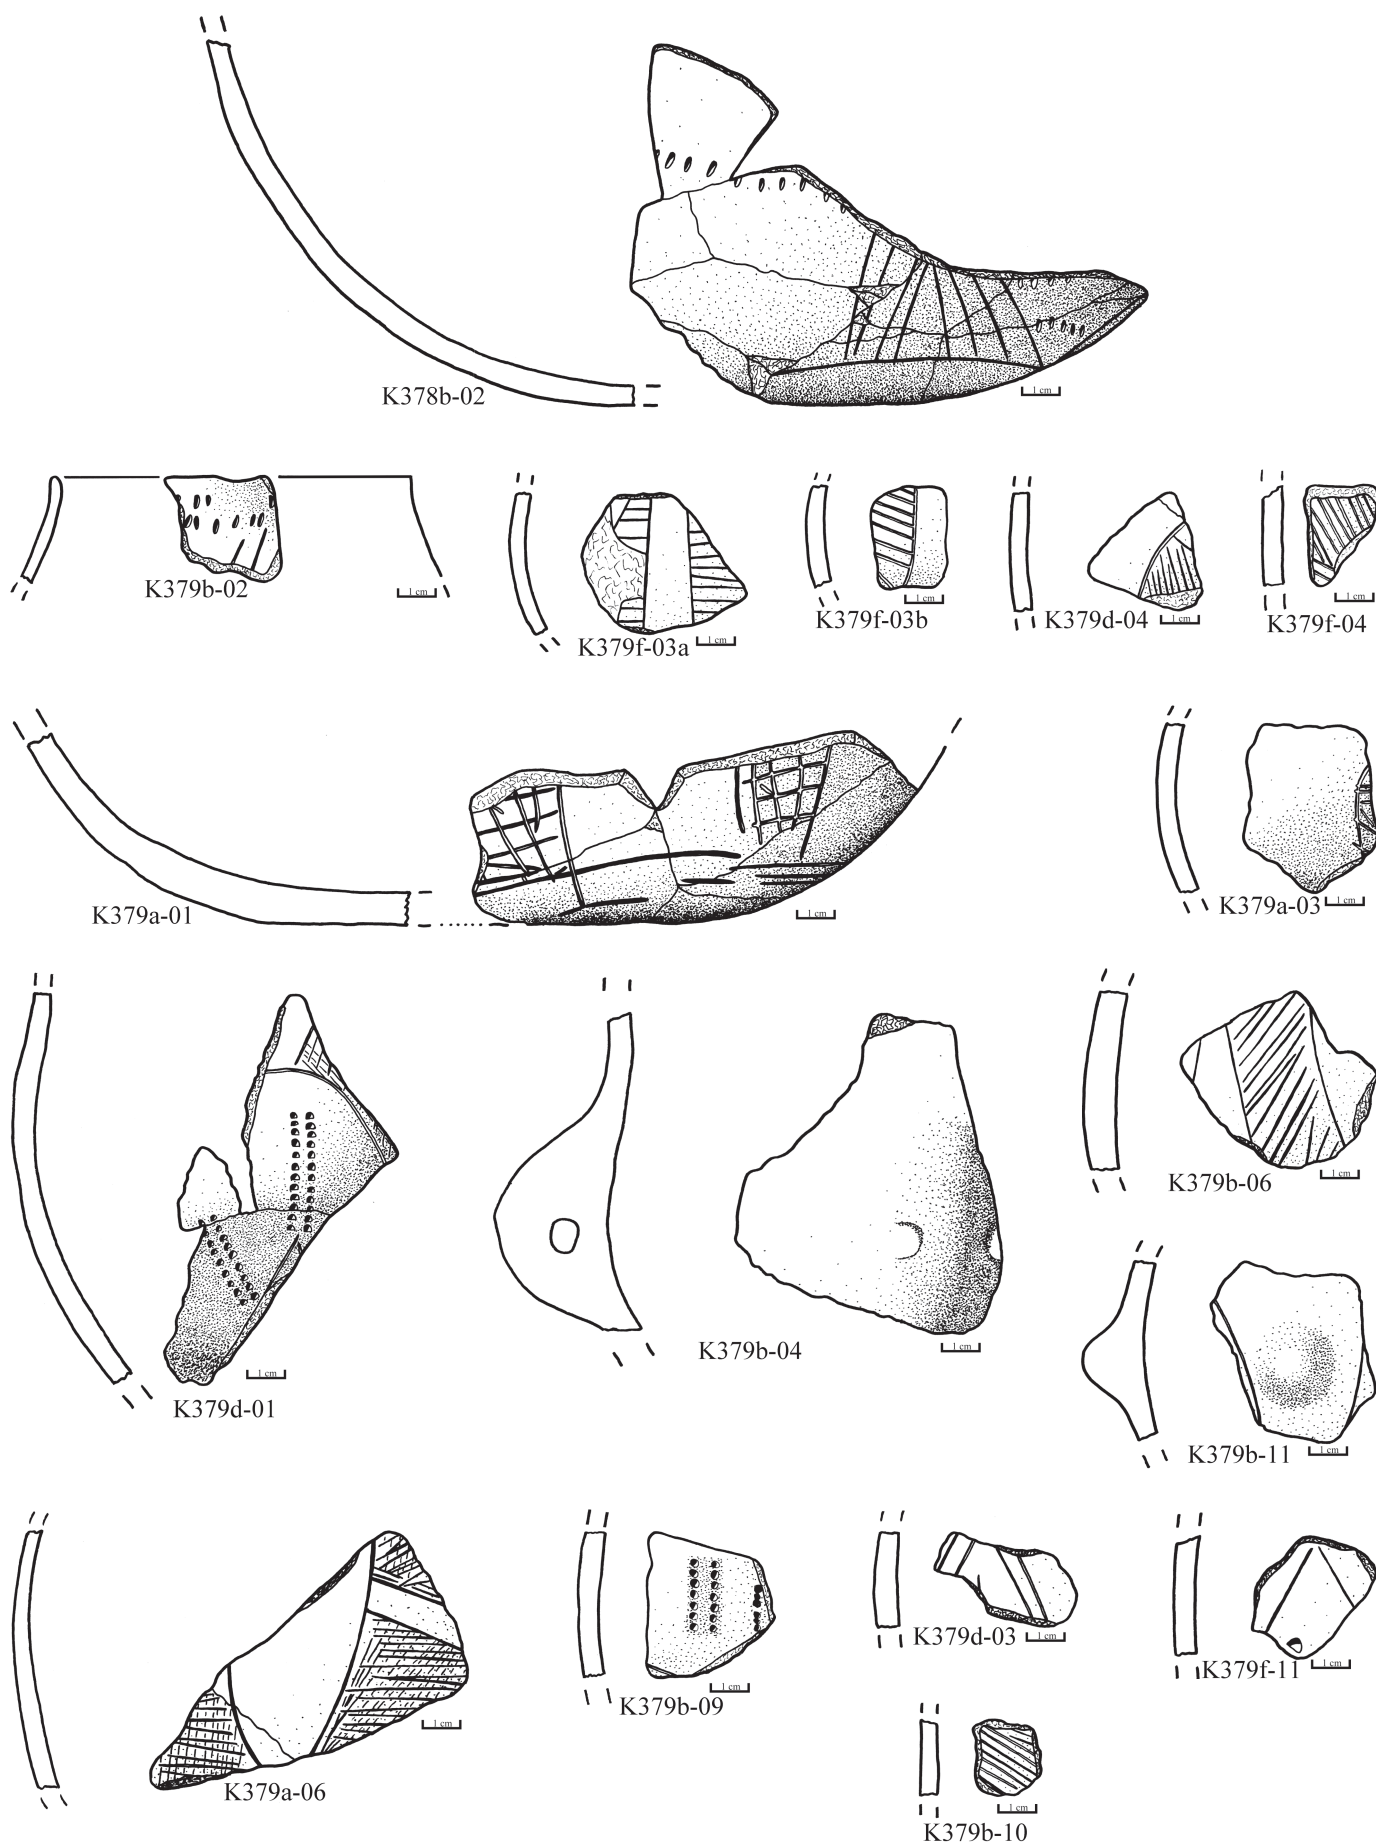 K378b-02
1 cm
K379b-02
1 cm
K379f-03a
1 cm
K379f-03b
1 cm
K379d-04
1 cm
K379f-04
1 cm
K379a-01
1 cm
K379a-03
1 cm
K379d-01
1 cm
K379b-04
1 cm
K379b-06
1 cm
K379b-11
1 cm
K379a-06
1 cm
K379b-09
1 cm
K379d-03
1 cm
K379f-11
1 cm
K379b-10
1 cm